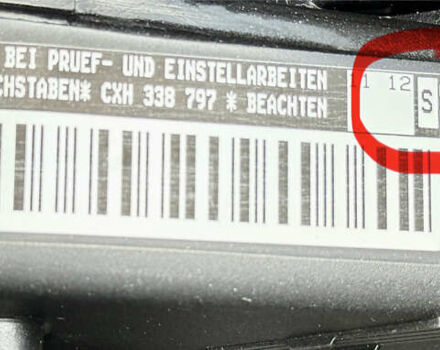 BEI PRUEF- UND EINSTELLARBEITEN
CHSTABEN* CXH 338 797 * BEACHTEN
11 12
S